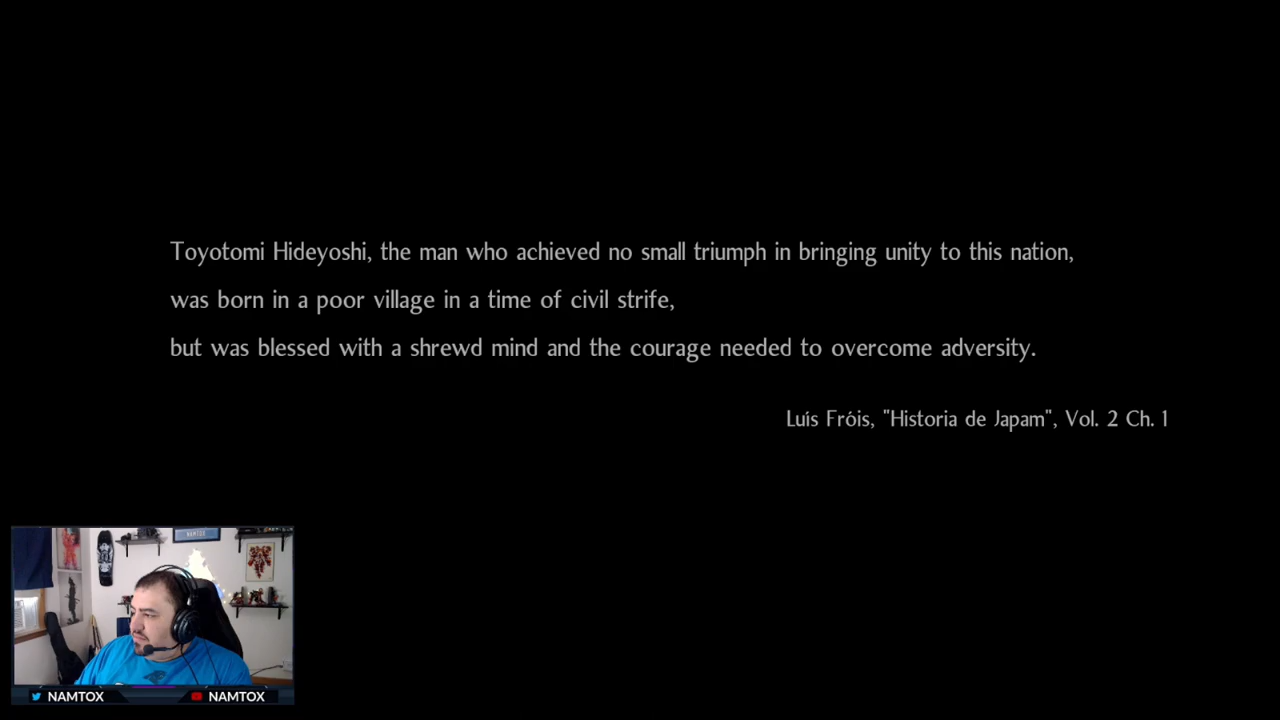 Toyotomi Hideyoshi, the man who achieved no small triumph in bringing unity to this nation,
was born in a poor village in a time of civil strife,
but was blessed with a shrewd mind and the courage needed to overcome adversity.
Luís Fróis, "Historia de Japam", Vol. 2 Ch. 1
NAMTOX
NAMTOX NAMTOX